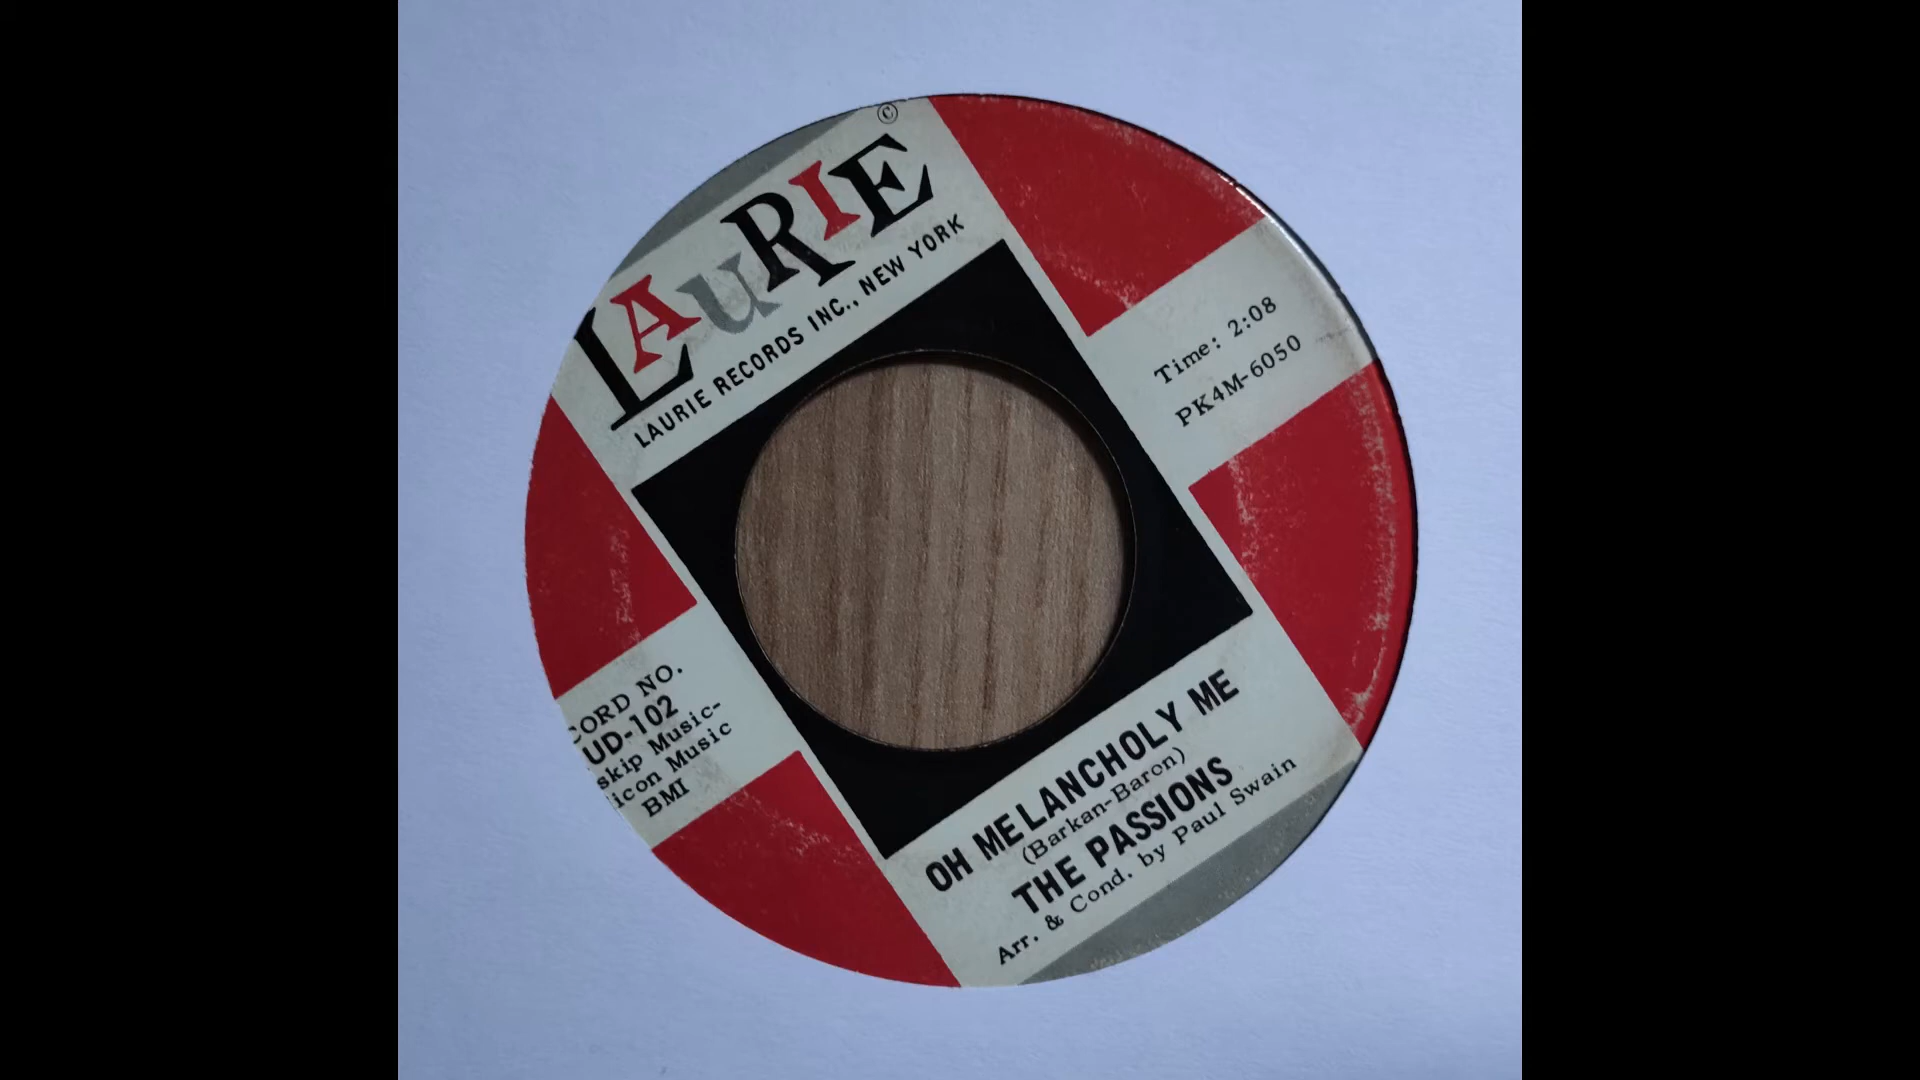 ©
LAURIE
LAURIE RECORDS INC., NEW YORK
Time: 2:08
PK4M-6050
CORD NO.
UD-102
skip Music-
icon Music
BMI
OH MELANCHOLY ME
(Barkan-Baron)
THE PASSIONS
Arr. & Cond. by Paul Swain